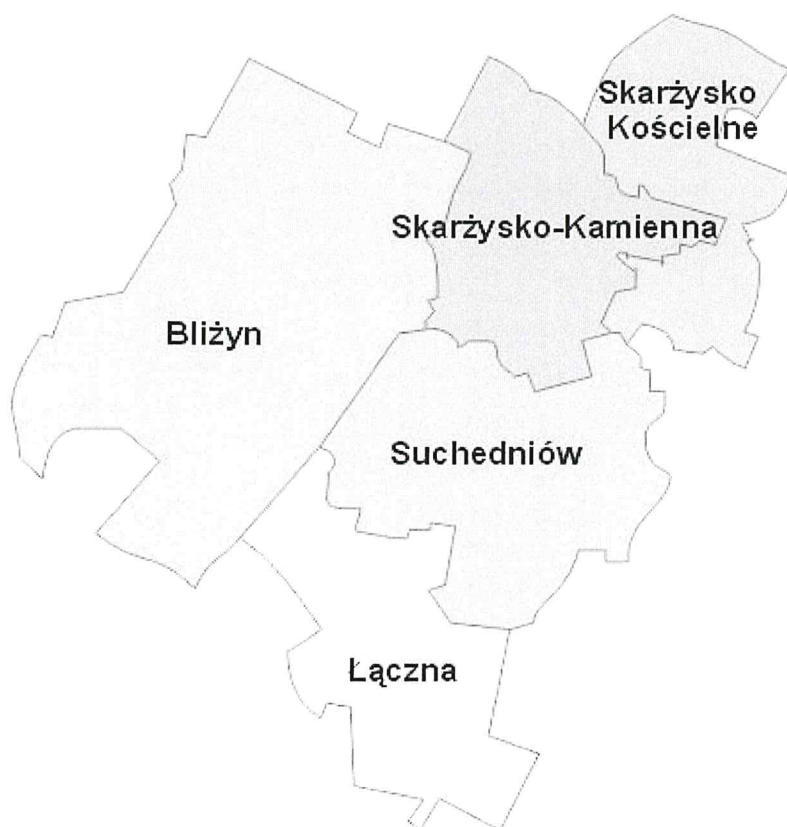 Skarżysko
Kościelne
Skarżysko-Kamienna
Bliżyn
Suchedniów
Łączna